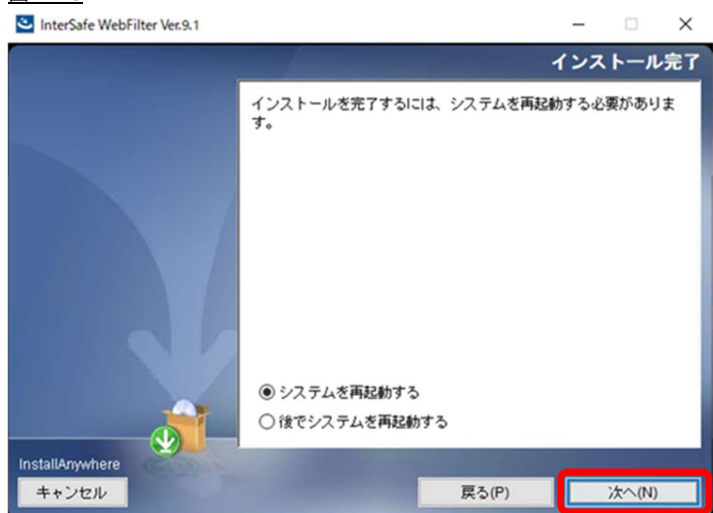 InterSafe WebFilter Ver.9.1
インストール完了
インストールを完了するには、システムを再起動する必要がありま
す。
システムを再起動する
後でシステムを再起動する
InstallAnywhere
キャンセル
戻る(P)
次へ(N)